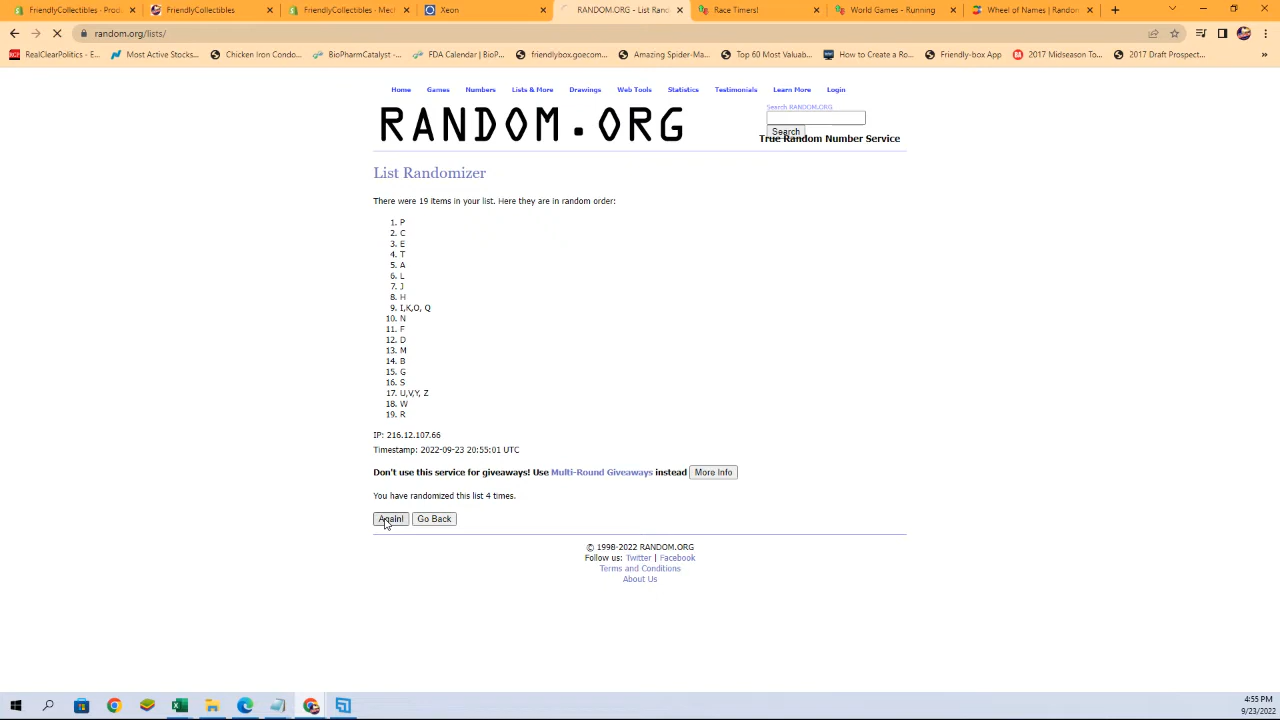 FriendlyCollectibles - Prod
FriendlyCollectibles
FriendlyCollectibles - Me
Xeon
RANDOM.ORG - List Rand
Race Timers!
World Games - Running
Wheel of Names | Rando
random.org/lists/
RealClearPolitics - E...
Most Active Stocks...
Chicken Iron Condo...
BioPharmCatalyst -...
FDA Calendar | BioP...
friendlybox.goecom...
Amazing Spider-Ma...
Top 60 Most Valuab...
How to Create a Ro...
Friendly-box App
2017 Midseason To...
2017 Draft Prospect...
Home Games Numbers Lists & More Drawings Web Tools Statistics Testimonials Learn More Login
RANDOM.ORG
Search RANDOM.ORG
Search
True Random Number Service
List Randomizer
There were 19 items in your list. Here they are in random order:
1. P
2. C
3. E
4. T
5. A
6. L
7. J
8. H
9. I,K,O, Q
10. N
11. F
12. D
13. M
14. B
15. G
16. S
17. U,V,Y, Z
18. W
19. R
IP: 216.12.107.66
Timestamp: 2022-09-23 20:55:01 UTC
Don't use this service for giveaways! Use Multi-Round Giveaways instead More Info
You have randomized this list 4 times.
Again! Go Back
© 1998-2022 RANDOM.ORG
Follow us: Twitter | Facebook
Terms and Conditions
About Us
4:55 PM
9/23/2022